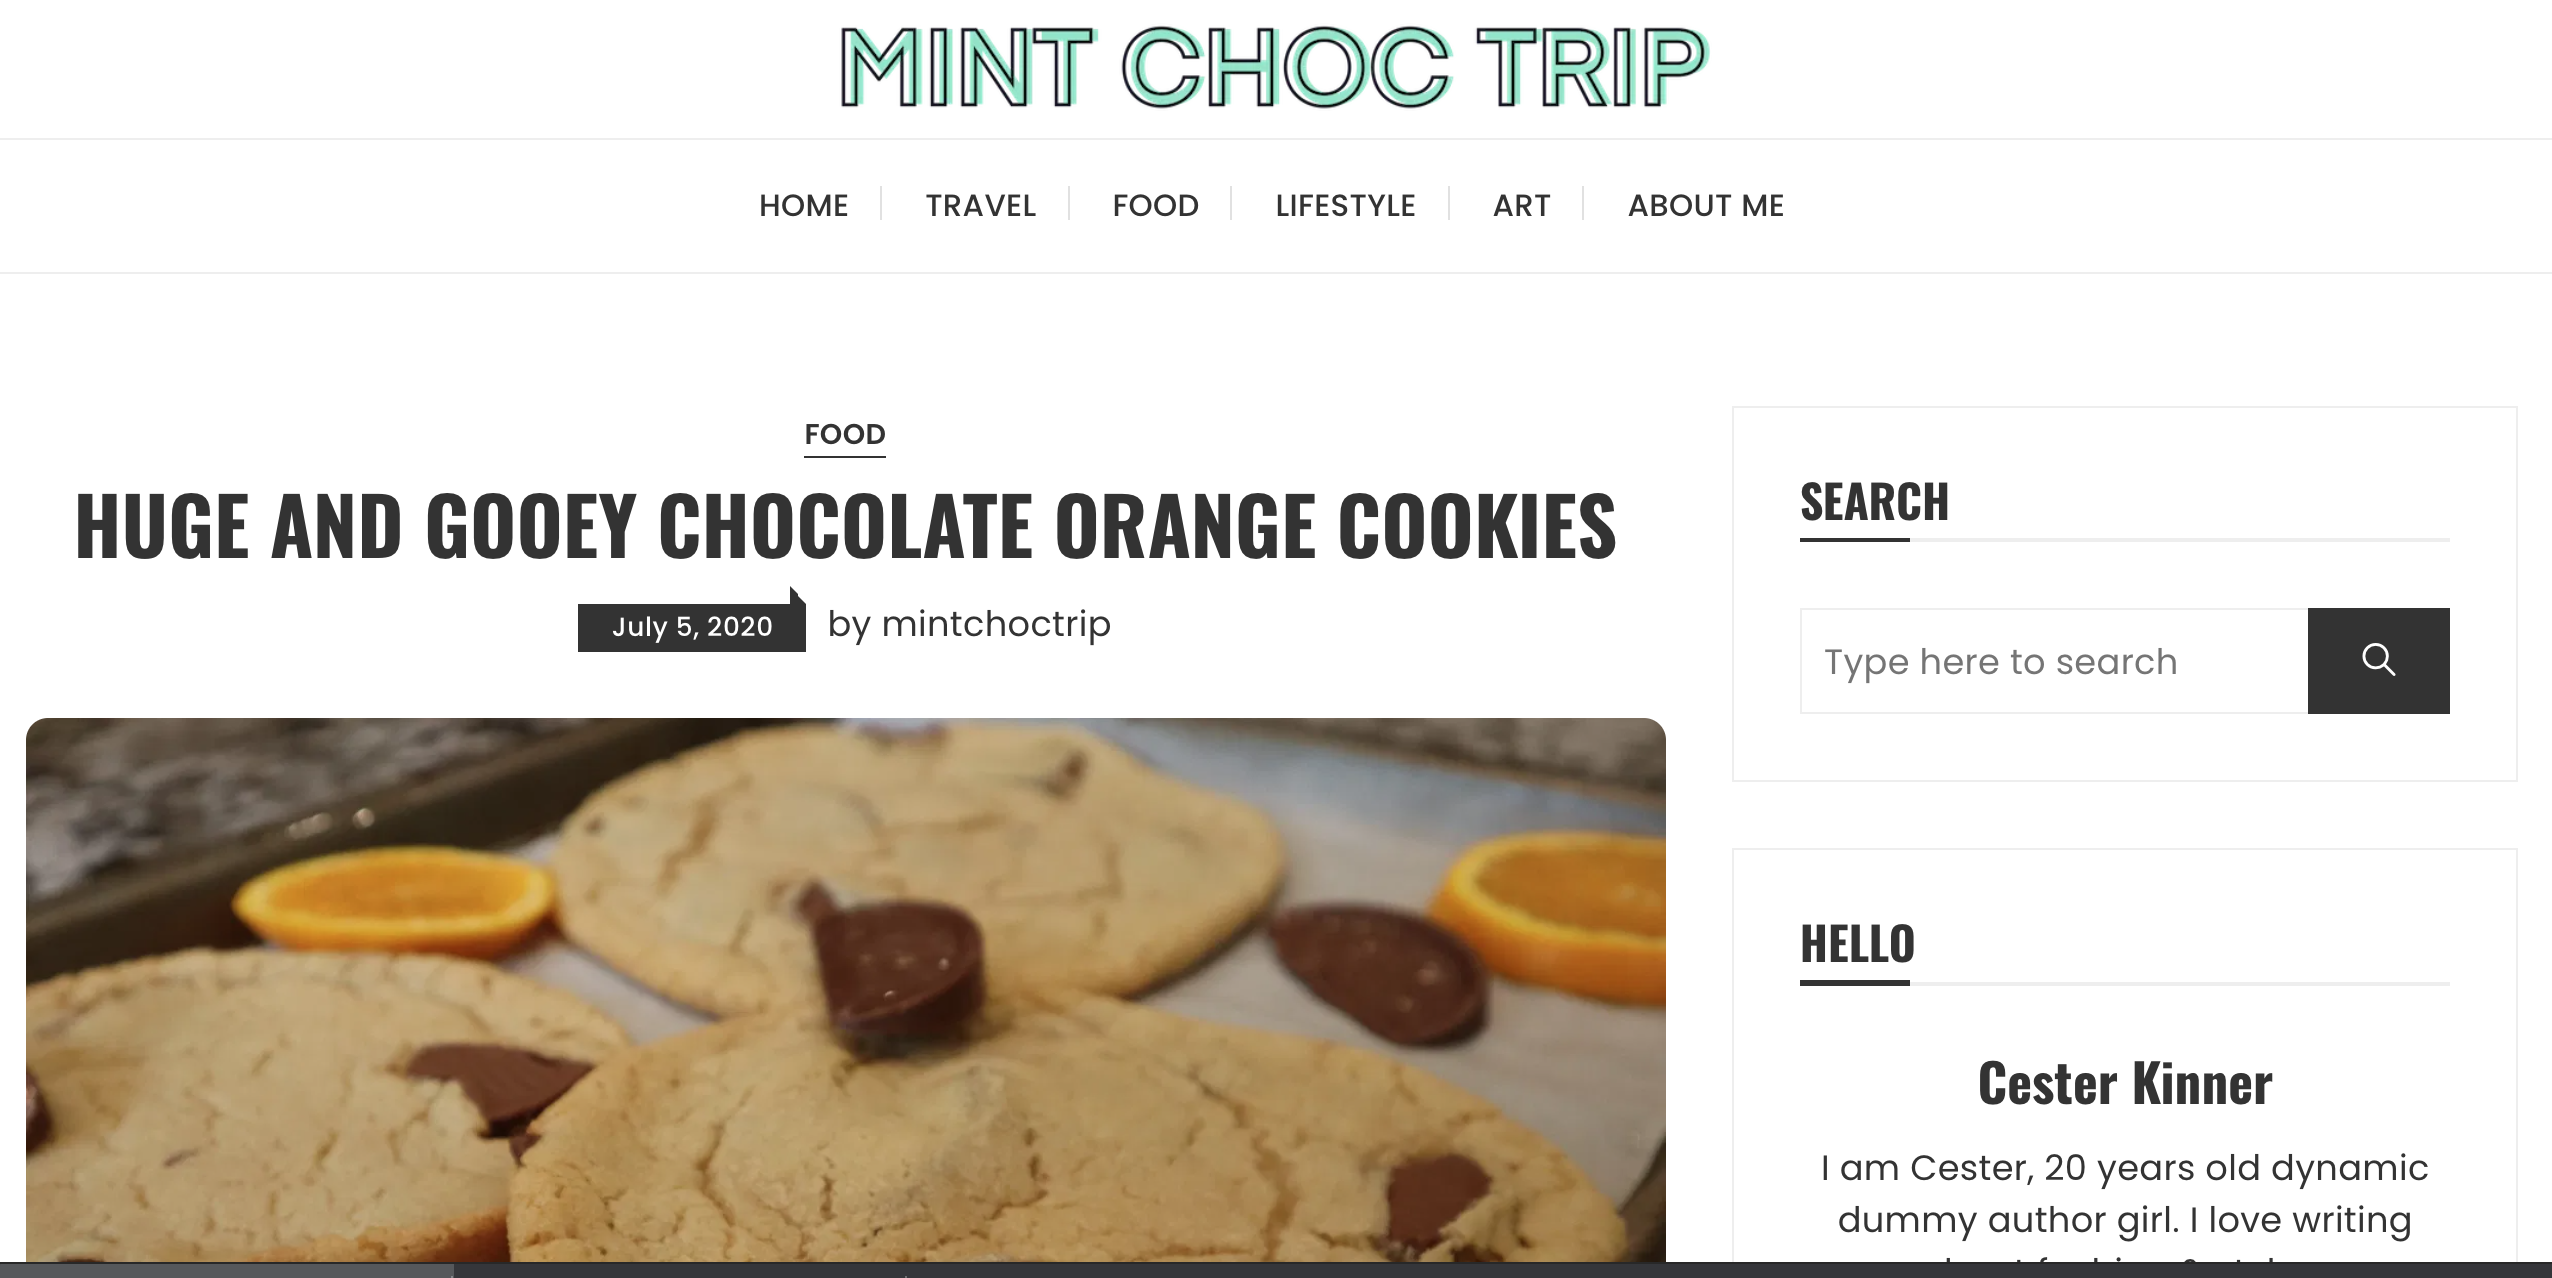 MINT CHOC TRIP
HOME
TRAVEL
FOOD
LIFESTYLE
ART
ABOUT ME
FOOD
HUGE AND GOOEY CHOCOLATE ORANGE COOKIES
July 5, 2020 by mintchoctrip
SEARCH
Type here to search
HELLO
Cester Kinner
I am Cester, 20 years old dynamic
dummy author girl. I love writing